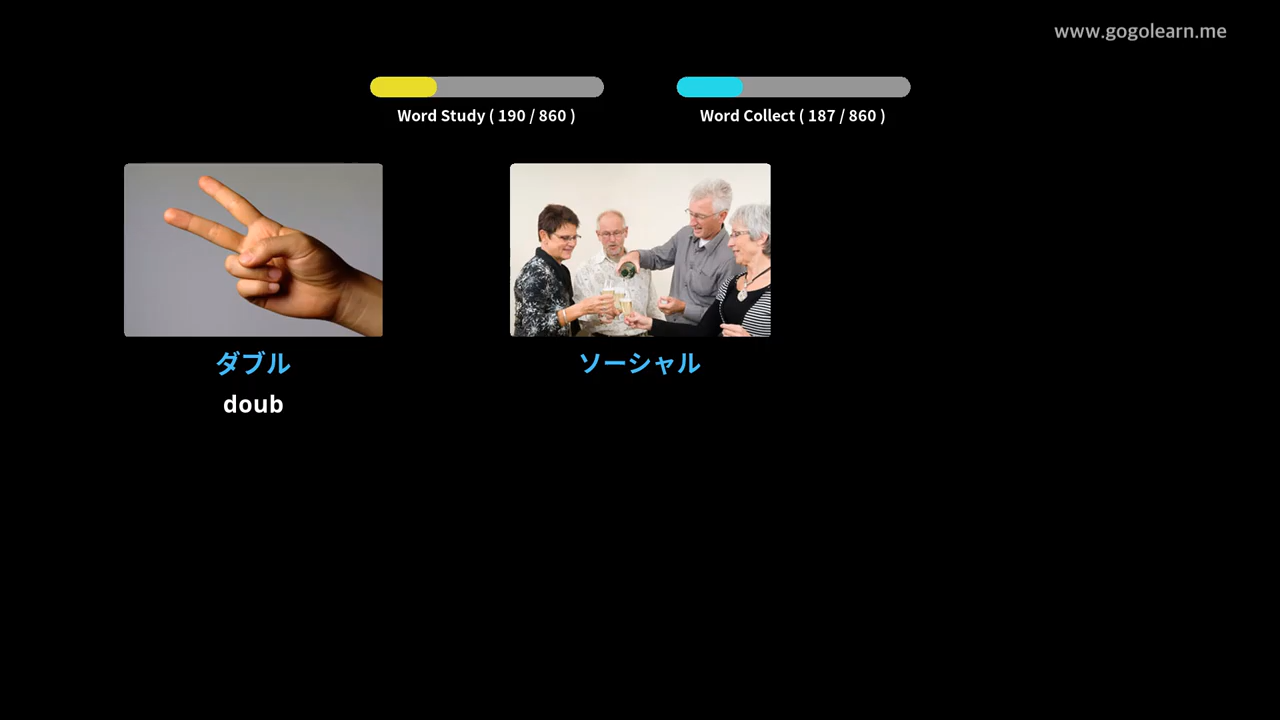 www.gogolearn.me
Word Study ( 190 / 860 )
Word Collect ( 187 / 860 )
ダブル
doub
ソーシャル